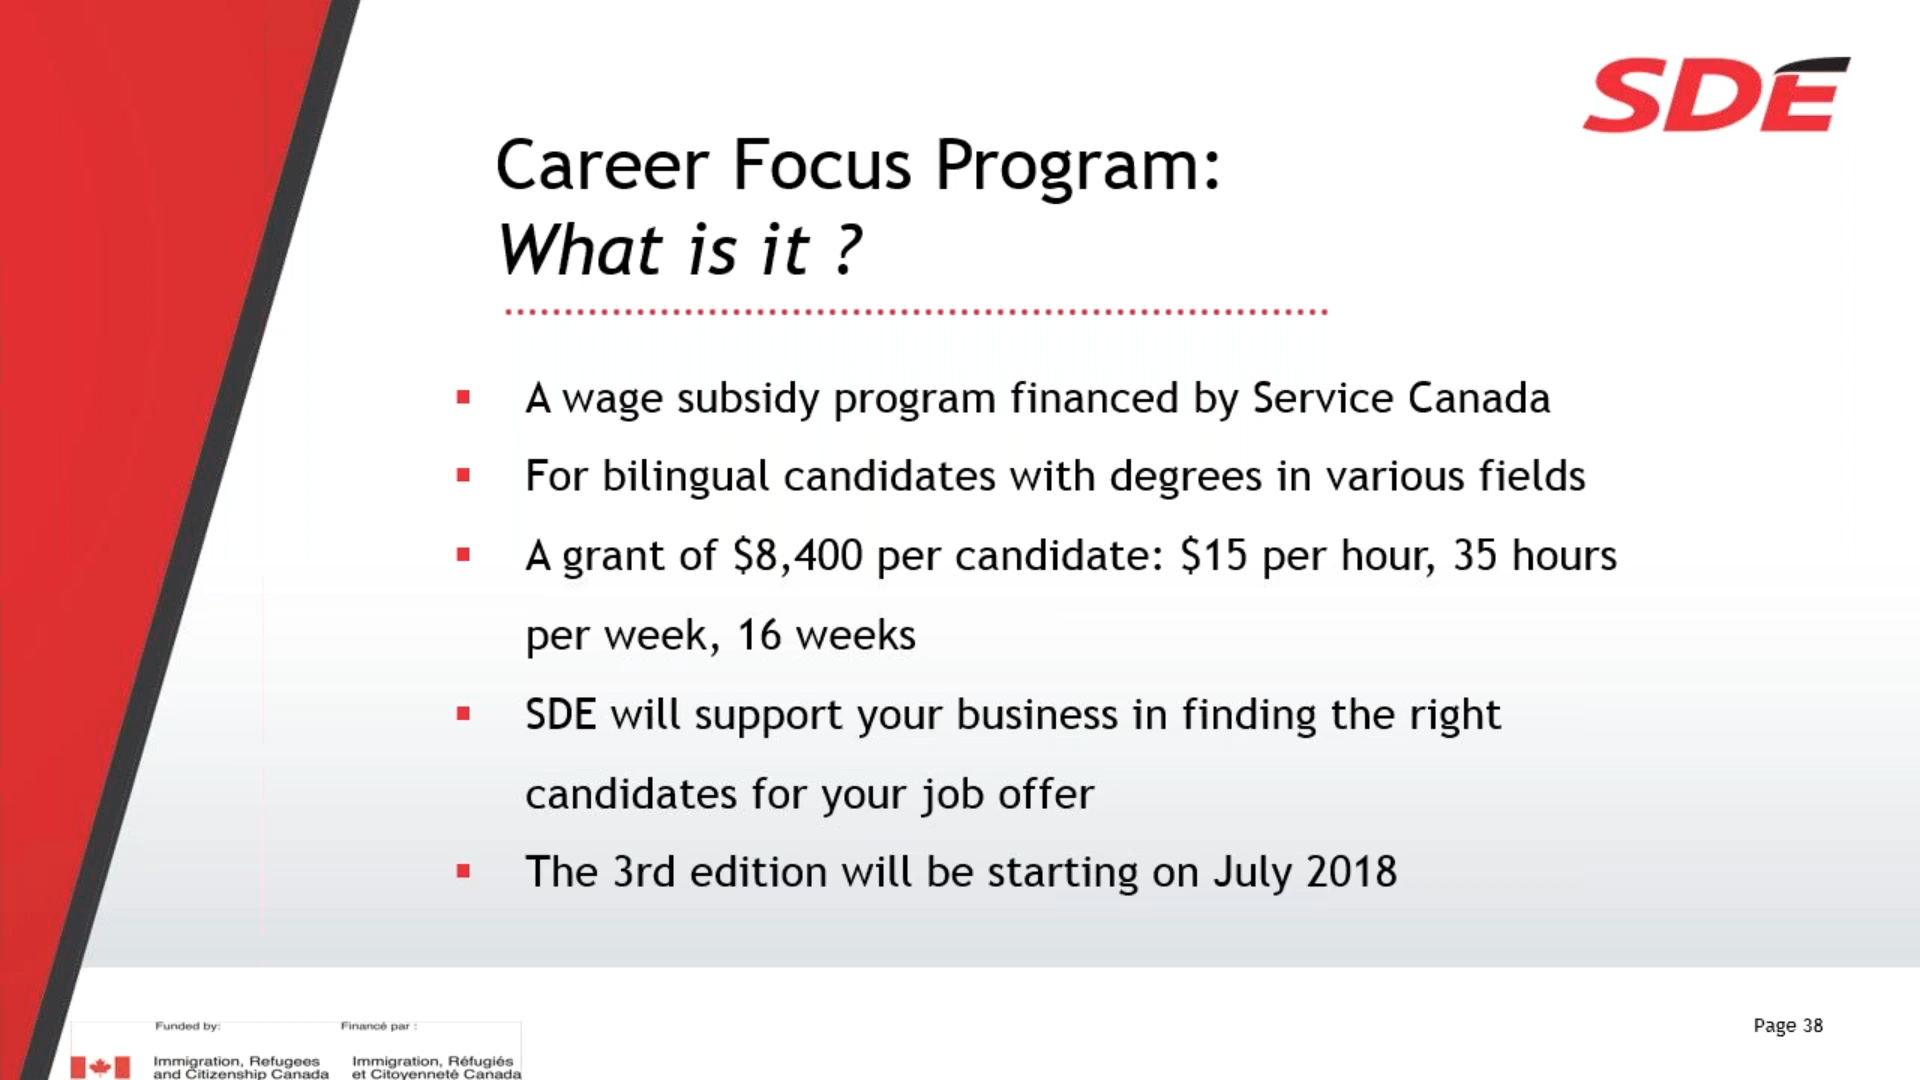 SDE
Career Focus Program:
What is it ?
A wage subsidy program financed by Service Canada
For bilingual candidates with degrees in various fields
A grant of $8,400 per candidate: $15 per hour, 35 hours
per week, 16 weeks
SDE will support your business in finding the right
candidates for your job offer
The 3rd edition will be starting on July 2018
Page 38
Funded by:
Immigration, Refugees
and Citizenship Canada
Financé par :
Immigration, Réfugiés
et Citoyenneté Canada